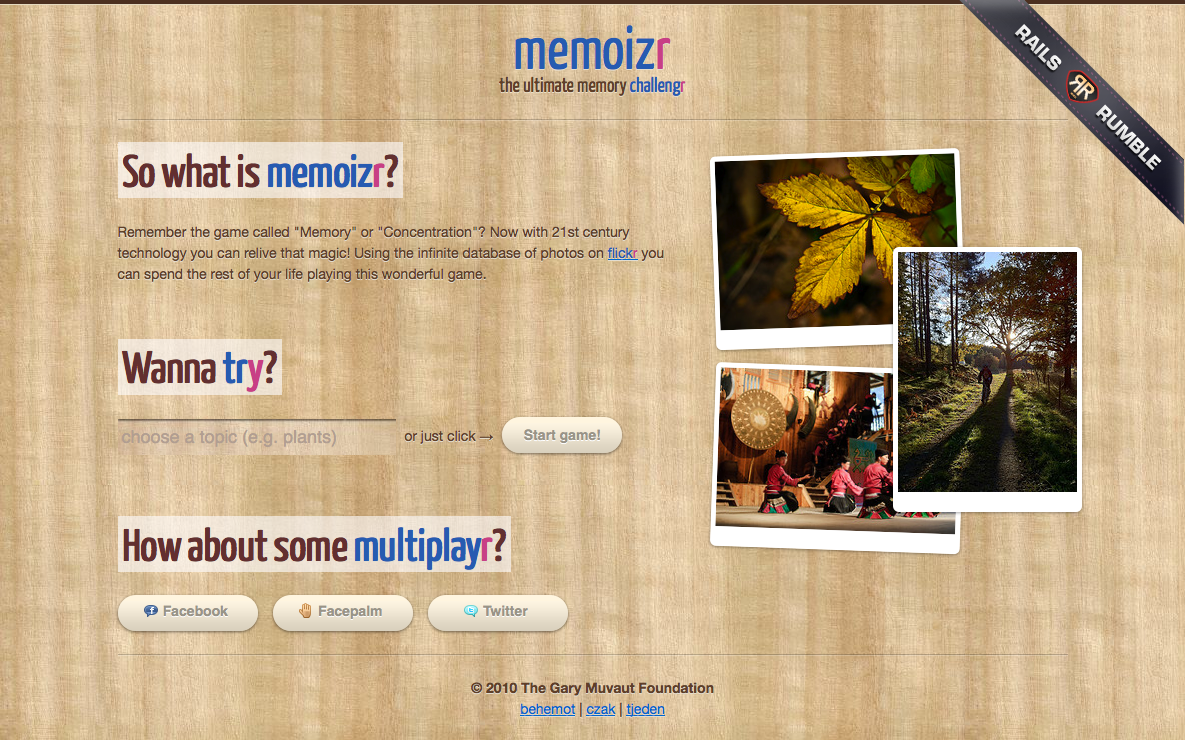 memoizr
the ultimate memory challengr
RAILS RR RUMBLE
So what is memoizr?
Remember the game called "Memory" or "Concentration"? Now with 21st century
technology you can relive that magic! Using the infinite database of photos on flickr you
can spend the rest of your life playing this wonderful game.
Wanna try?
choose a topic (e.g. plants)
or just click → Start game!
How about some multiplayr?
Facebook
Facepalm
Twitter
© 2010 The Gary Muvaut Foundation
behemot | czak | tjeden